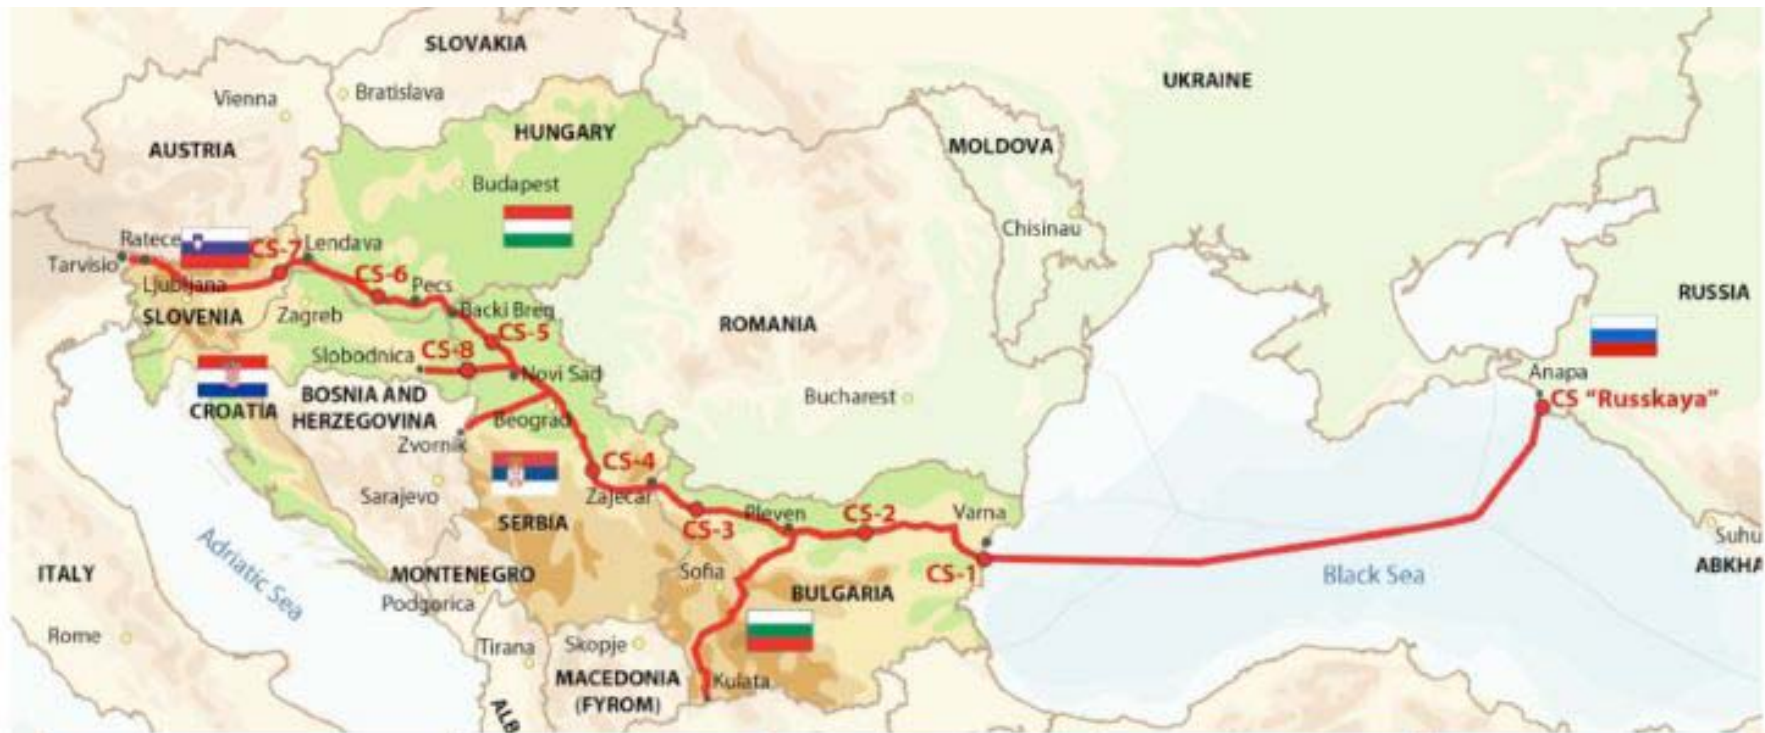 SLOVAKIA
Bratislava
Vienna
UKRAINE
HUNGARY
AUSTRIA
MOLDOVA
Budapest
Chisinau
Ratece
CS-7
Lendava
Tarvisio
CS-6
Pecs
Ljubljana
RUSSIA
SLOVENIA
Zagreb
Backi Breg
ROMANIA
CS-5
Slobodnica
CS-8
Novi Sad
Anapa
CS "Russkaya"
BOSNIA AND
HERZEGOVINA
CROATIA
Bucharest
Beograd
Zvornik
CS-4
Sarajevo
Zajecar
SERBIA
CS-3
Pleven
CS-2
Varna
Suhu
ABKHA
Adriatic Sea
ITALY
MONTENEGRO
Podgorica
Sofia
CS-1
Black Sea
BULGARIA
Rome
Tirana
Skopje
MACEDONIA
(FYROM)
Kulata
ALB